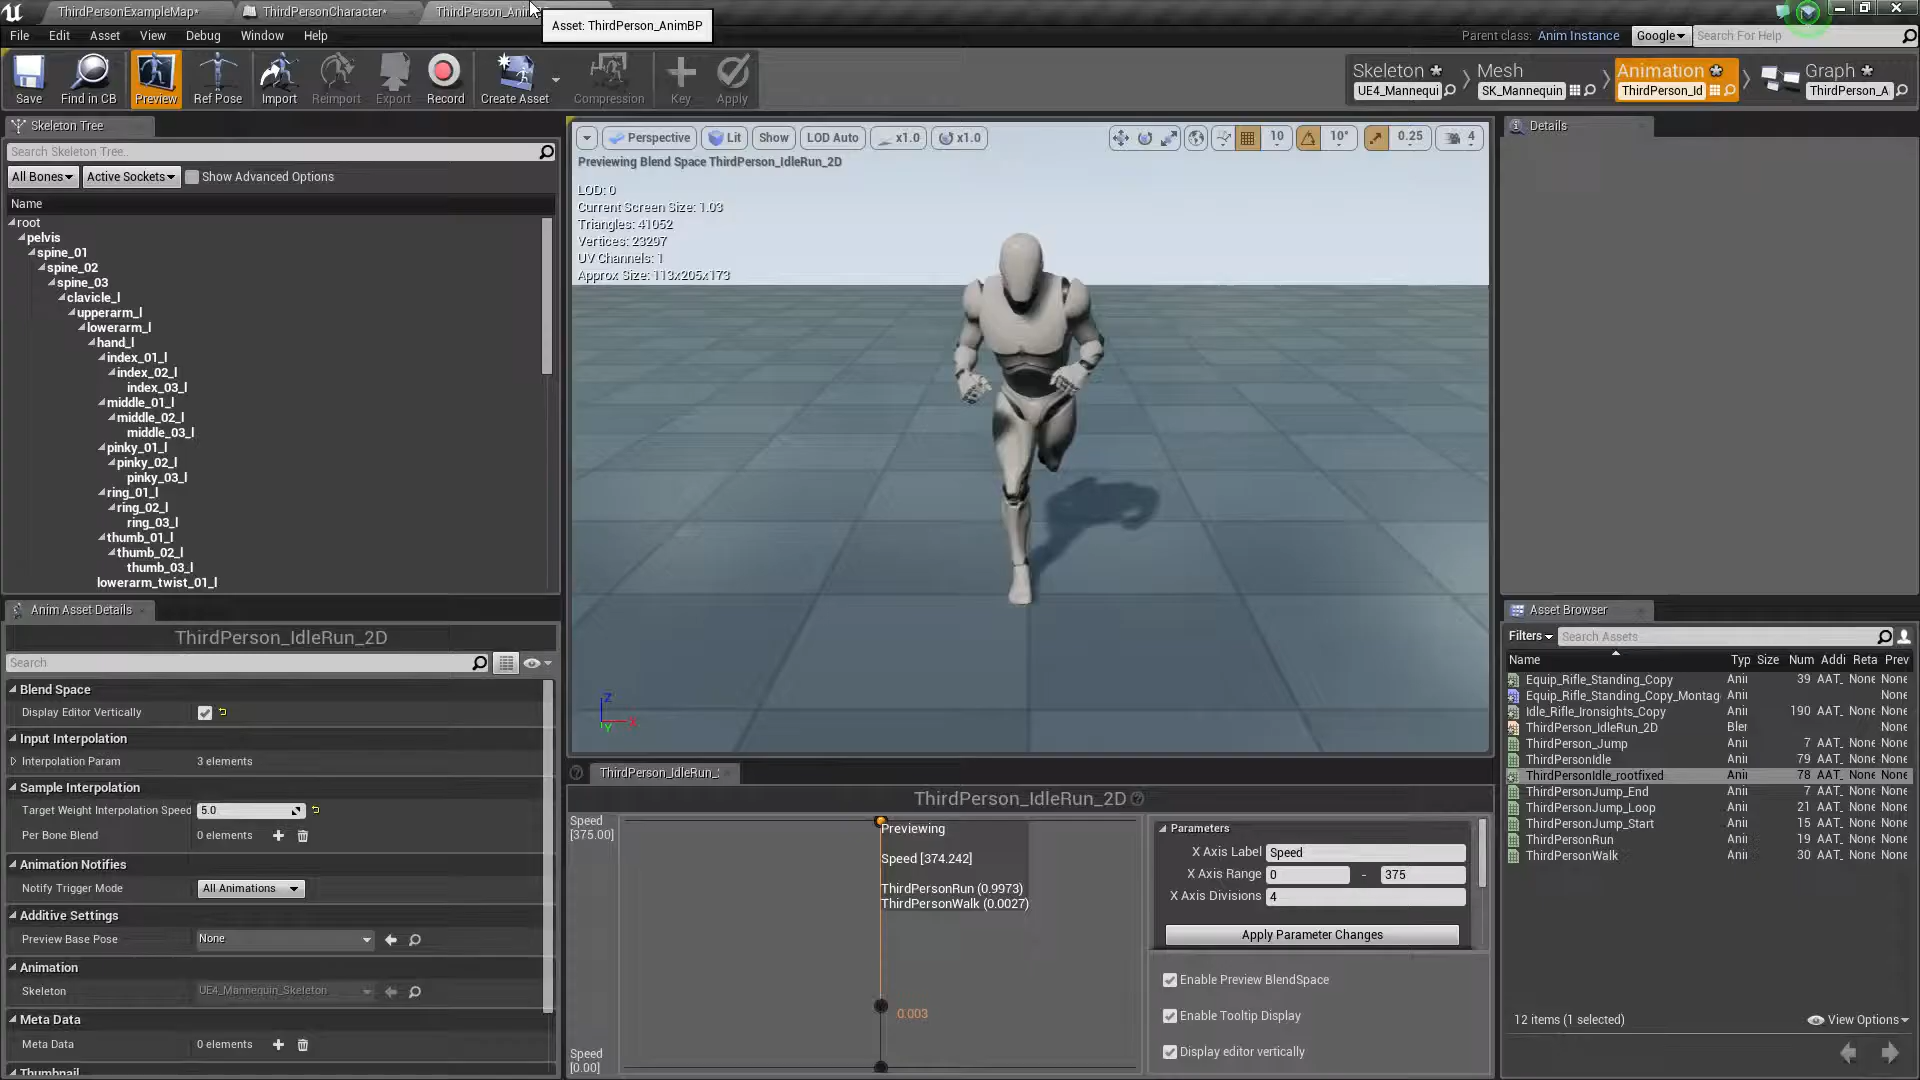 ThirdPersonExampleMap*
ThirdPersonCharacter*
ThirdPerson_Anim
Asset: ThirdPerson_AnimBP
File Edit Asset View Debug Window Help
Parent class: Anim Instance
Google
Search For Help
Save
Find in CB
Preview
Ref Pose
Import
Reimport
Export
Record
Create Asset
Compression
Key
Apply
Skeleton
UE4_Mannequi
Mesh
SK_Mannequin
Animation
ThirdPerson_Id
Graph
ThirdPerson_A
Skeleton Tree
Search Skeleton Tree..
All Bones
Active Sockets
Show Advanced Options
Name
root
pelvis
spine_01
spine_02
spine_03
clavicle_l
upperarm_l
lowerarm_l
hand_l
index_01_l
index_02_l
index_03_l
middle_01_l
middle_02_l
middle_03_l
pinky_01_l
pinky_02_l
pinky_03_l
ring_01_l
ring_02_l
ring_03_l
thumb_01_l
thumb_02_l
thumb_03_l
lowerarm_twist_01_l
Perspective
Lit
Show
LOD Auto
x1.0
x1.0
10
10°
0.25
4
Previewing Blend Space ThirdPerson_IdleRun_2D
LOD: 0
Current Screen Size: 1.03
Triangles: 41052
Vertices: 23297
UV Channels: 1
Approx Size: 113x205x173
Z
X
Y
Details
Anim Asset Details
ThirdPerson_IdleRun_2D
Search
Blend Space
Display Editor Vertically
Input Interpolation
Interpolation Param 3 elements
Sample Interpolation
Target Weight Interpolation Speed 5.0
Per Bone Blend 0 elements
Animation Notifies
Notify Trigger Mode All Animations
Additive Settings
Preview Base Pose None
Animation
Skeleton UE4_Mannequin_Skeleton
Meta Data
Meta Data 0 elements
Thumbnail
ThirdPerson_IdleRun_
ThirdPerson_IdleRun_2D
Speed
[375.00]
Previewing
Speed [374.242]
ThirdPersonRun (0.9973)
ThirdPersonWalk (0.0027)
0.003
Speed
[0.00]
Parameters
X Axis Label Speed
X Axis Range 0 - 375
X Axis Divisions 4
Apply Parameter Changes
Enable Preview BlendSpace
Enable Tooltip Display
Display editor vertically
Asset Browser
Filters
Search Assets
Name Typ Size Num Addi Reta Prev
Equip_Rifle_Standing_Copy Anii 39 AAT_ None None
Equip_Rifle_Standing_Copy_Montag Anii None
Idle_Rifle_Ironsights_Copy Anii 190 AAT_ None None
ThirdPerson_IdleRun_2D Bler None
ThirdPerson_Jump Anii 7 AAT_ None None
ThirdPersonIdle Anii 79 AAT_ None None
ThirdPersonIdle_rootfixed Anii 78 AAT_ None None
ThirdPersonJump_End Anii 7 AAT_ None None
ThirdPersonJump_Loop Anii 21 AAT_ None None
ThirdPersonJump_Start Anii 15 AAT_ None None
ThirdPersonRun Anii 19 AAT_ None None
ThirdPersonWalk Anii 30 AAT_ None None
12 items (1 selected)
View Options